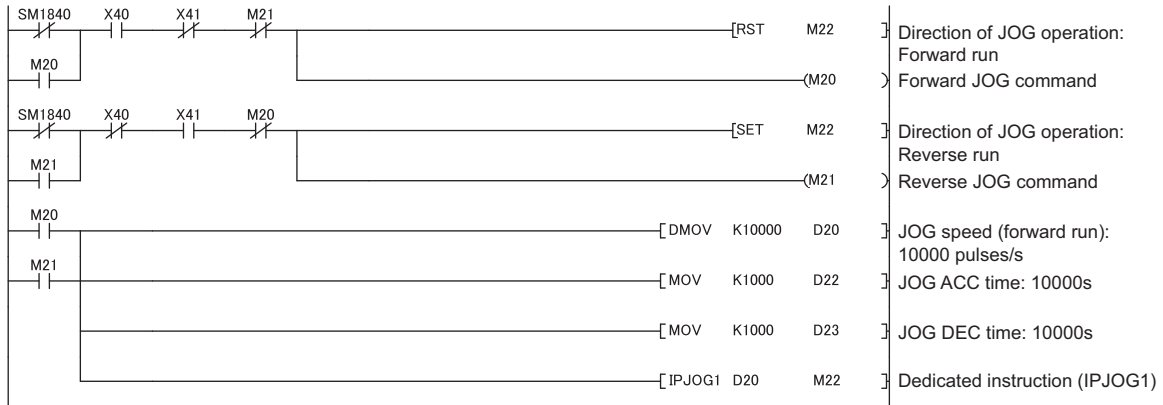 SM1840 X40 X41 M21
[RST M22 ] Direction of JOG operation:
Forward run
M20
(M20 ) Forward JOG command
SM1840 X40 X41 M20
[SET M22 ] Direction of JOG operation:
Reverse run
M21
(M21 ) Reverse JOG command
M20
[DMOV K10000 D20 ] JOG speed (forward run):
10000 pulses/s
M21
[MOV K1000 D22 ] JOG ACC time: 10000s
[MOV K1000 D23 ] JOG DEC time: 10000s
[IPJOG1 D20 M22 ] Dedicated instruction (IPJOG1)